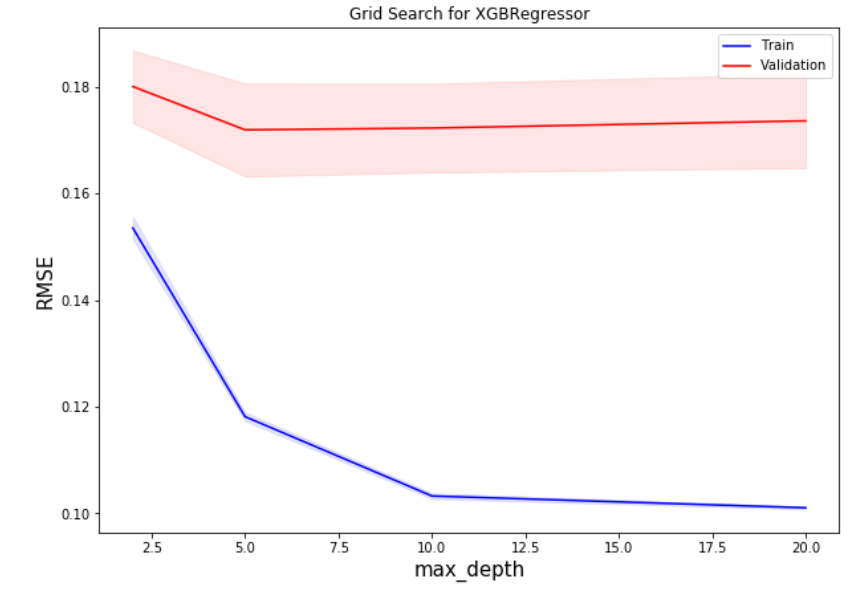 Grid Search for XGBRegressor
Train
Validation
0.18
0.16
0.14
0.12
0.10
RMSE
2.5 5.0 7.5 10.0 12.5 15.0 17.5 20.0
max_depth